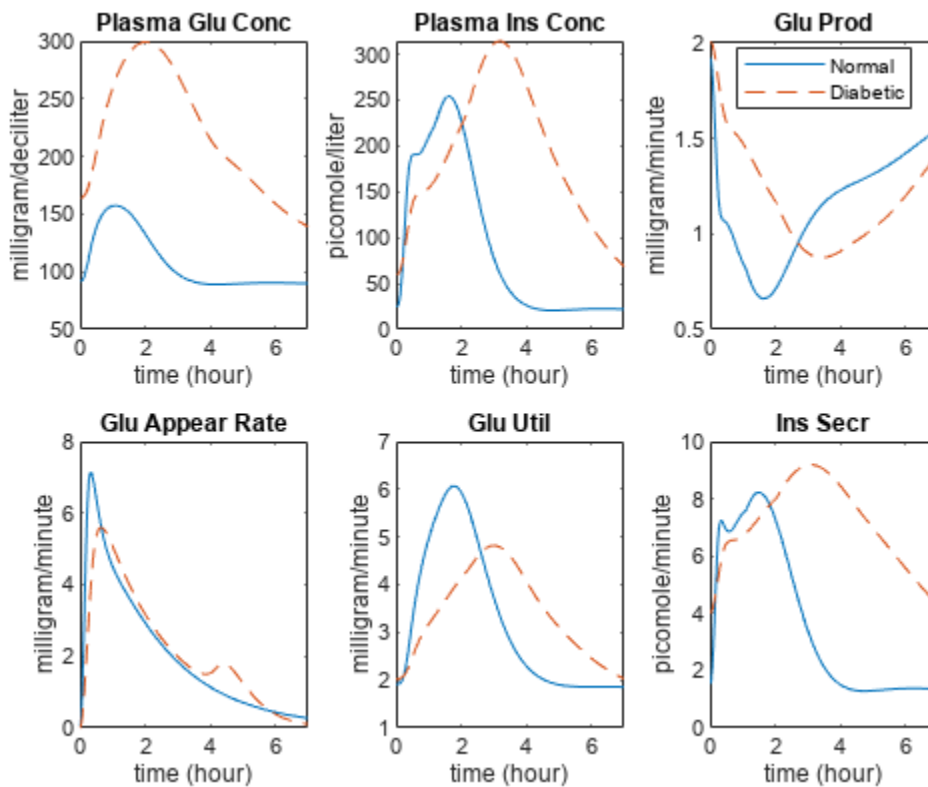 Plasma Glu Conc
milligram/deciliter
300
250
200
150
100
50
0 2 4 6
time (hour)
Plasma Ins Conc
picomole/liter
300
250
200
150
100
50
0
0 2 4 6
time (hour)
Glu Prod
milligram/minute
2
1.5
1
0.5
Normal
Diabetic
0 2 4 6
time (hour)
Glu Appear Rate
milligram/minute
8
6
4
2
0
0 2 4 6
time (hour)
Glu Util
milligram/minute
7
6
5
4
3
2
1
0 2 4 6
time (hour)
Ins Secr
picomole/minute
10
8
6
4
2
0
0 2 4 6
time (hour)